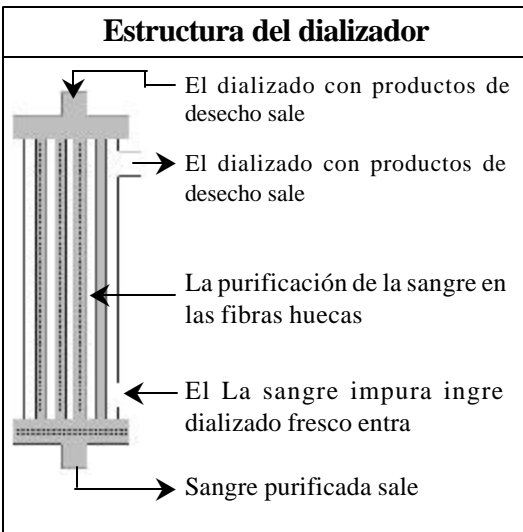 Estructura del dializador
El dializado con productos de
desecho sale
El dializado con productos de
desecho sale
La purificación de la sangre en
las fibras huecas
El La sangre impura ingre
dializado fresco entra
Sangre purificada sale